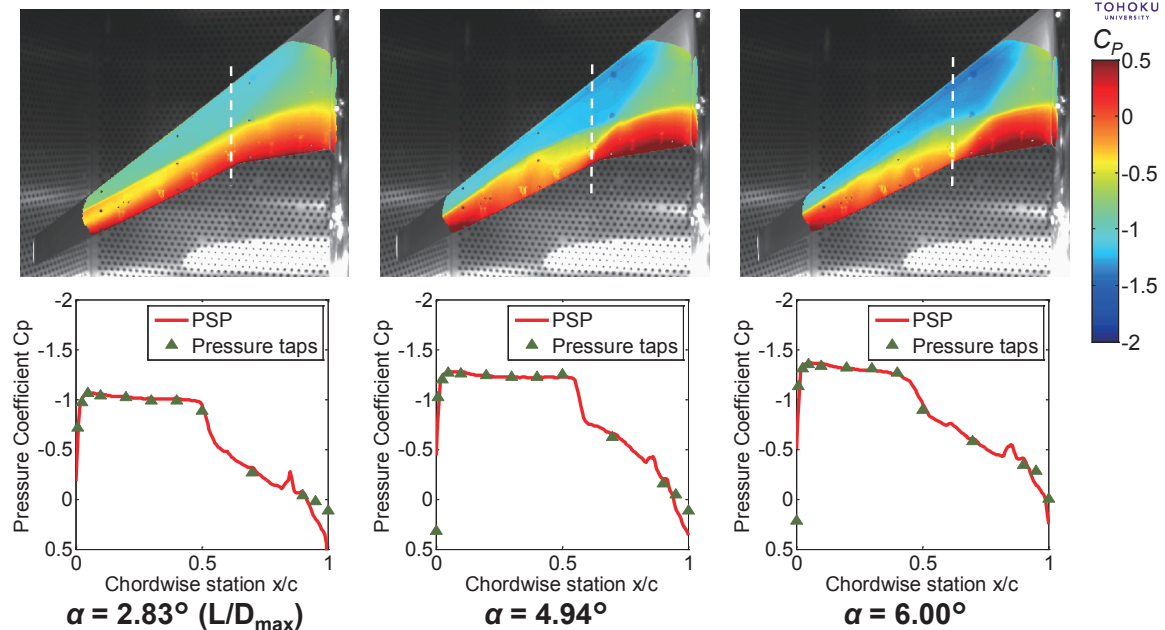 TOHOKU
UNIVERSITY
C_P
0.5
0
-0.5
-1
-1.5
-2
Pressure Coefficient Cp
-2
-1.5
-1
-0.5
0
0.5
PSP
Pressure taps
0 0.5 1
Chordwise station x/c
α = 2.83° (L/D_max)
Pressure Coefficient Cp
-2
-1.5
-1
-0.5
0
0.5
PSP
Pressure taps
0 0.5 1
Chordwise station x/c
α = 4.94°
Pressure Coefficient Cp
-2
-1.5
-1
-0.5
0
0.5
PSP
Pressure taps
0 0.5 1
Chordwise station x/c
α = 6.00°